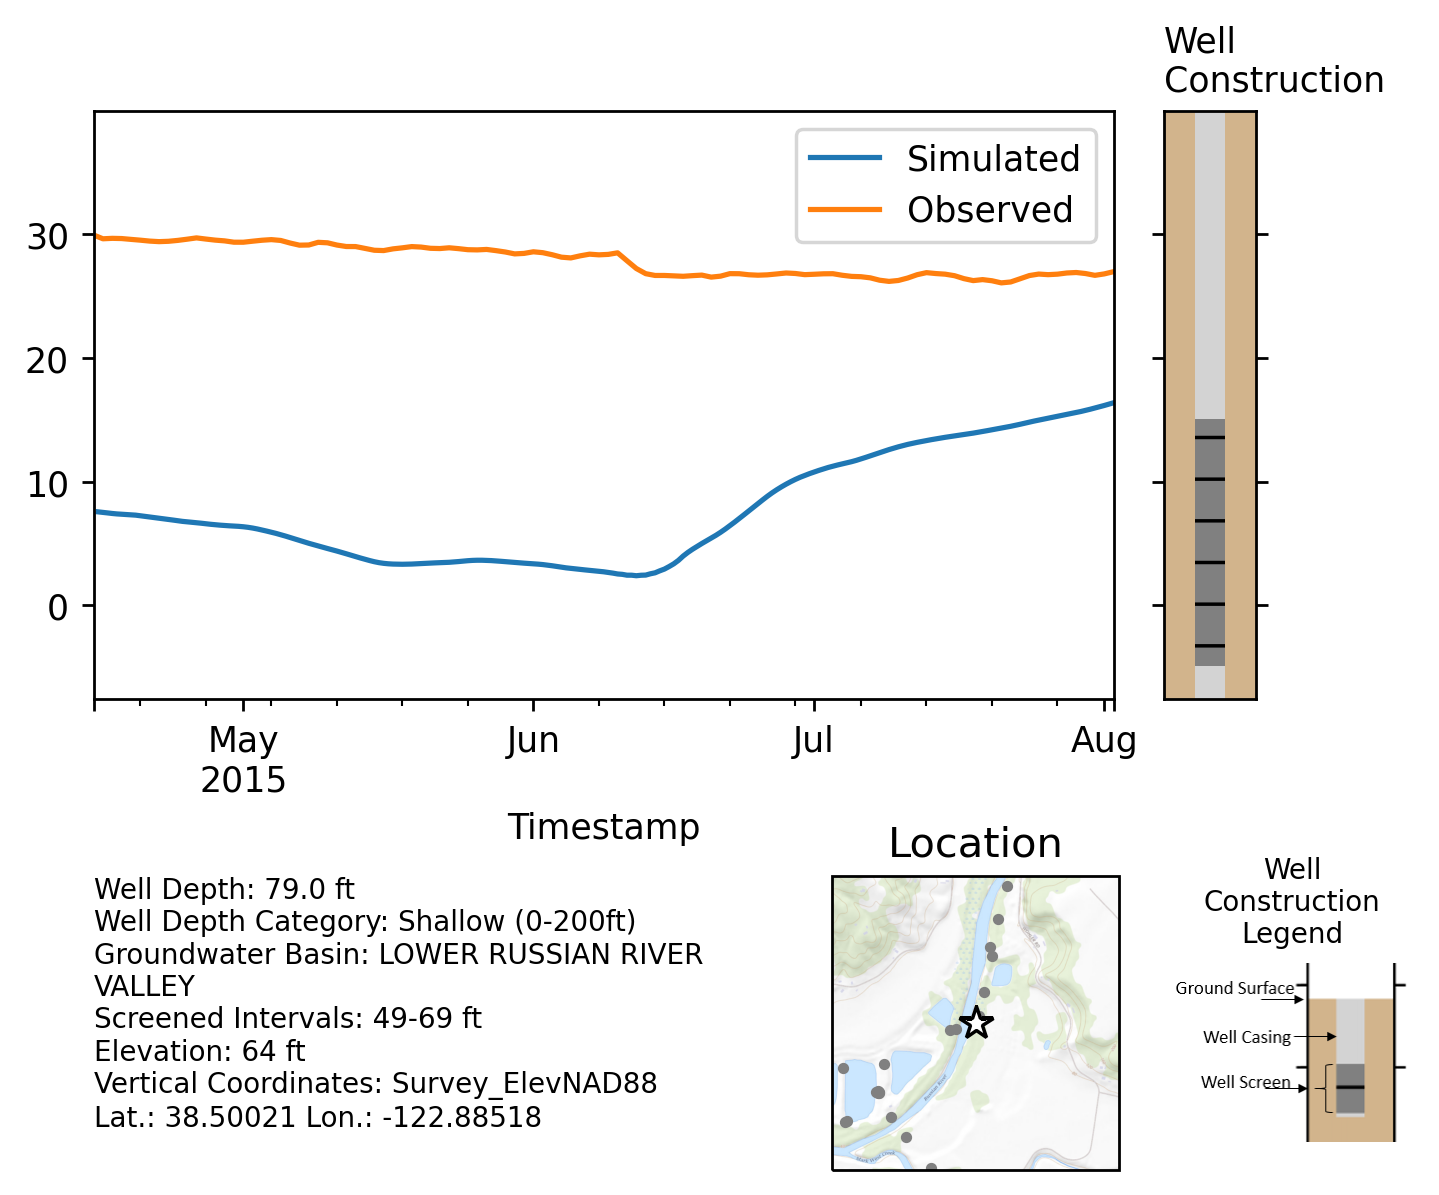 Well
Construction
Simulated
Observed
30
20
10
0
May
2015
Jun
Jul
Aug
Timestamp
Well Depth: 79.0 ft
Well Depth Category: Shallow (0-200ft)
Groundwater Basin: LOWER RUSSIAN RIVER
VALLEY
Screened Intervals: 49-69 ft
Elevation: 64 ft
Vertical Coordinates: Survey_ElevNAD88
Lat.: 38.50021 Lon.: -122.88518
Location
Well
Construction
Legend
Ground Surface
Well Casing
Well Screen